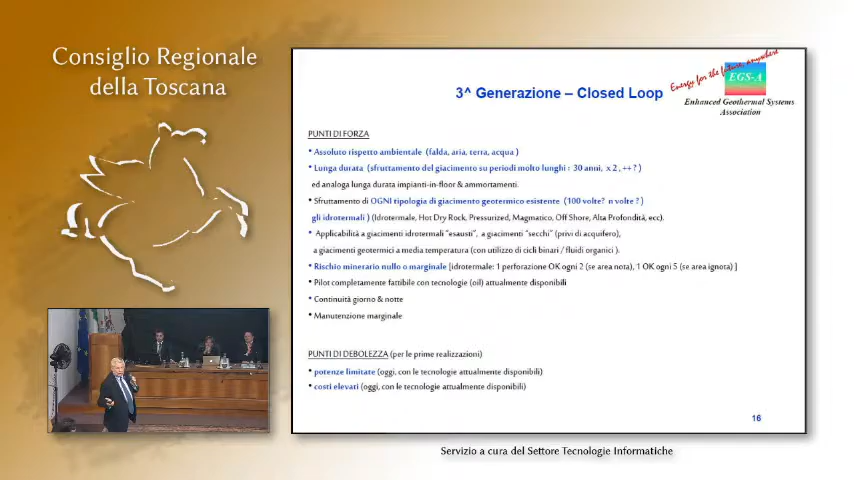 Consiglio Regionale
della Toscana
3^ Generazione – Closed Loop
Energy for the future, anywhere
EGS-A
Enhanced Geothermal Systems
Association
PUNTI DI FORZA
• Assoluto rispetto ambientale (falda, aria, terra, acqua )
• Lunga durata (sfruttamento del giacimento su periodi molto lunghi : 30 anni, x 2 , ++ ? )
ed analoga lunga durata impianti-in-floor & ammortamenti.
• Sfruttamento di OGNI tipologia di giacimento geotermico esistente (100 volte? n volte ? )
gli idrotermali ) (Idrotermale, Hot Dry Rock, Pressurized, Magmatico, Off Shore, Alta Profondità, ecc).
• Applicabilità a giacimenti idrotermali “esausti”, a giacimenti “secchi” (privi di acquifero),
a giacimenti geotermici a media temperatura (con utilizzo di cicli binari / fluidi organici ).
• Rischio minerario nullo o marginale [idrotermale: 1 perforazione OK ogni 2 (se area nota), 1 OK ogni 5 (se area ignota) ]
• Pilot completamente fattibile con tecnologie (oil) attualmente disponibili
• Continuità giorno & notte
• Manutenzione marginale
PUNTI DI DEBOLEZZA (per le prime realizzazioni)
• potenze limitate (oggi, con le tecnologie attualmente disponibili)
• costi elevati (oggi, con le tecnologie attualmente disponibili)
16
Servizio a cura del Settore Tecnologie Informatiche